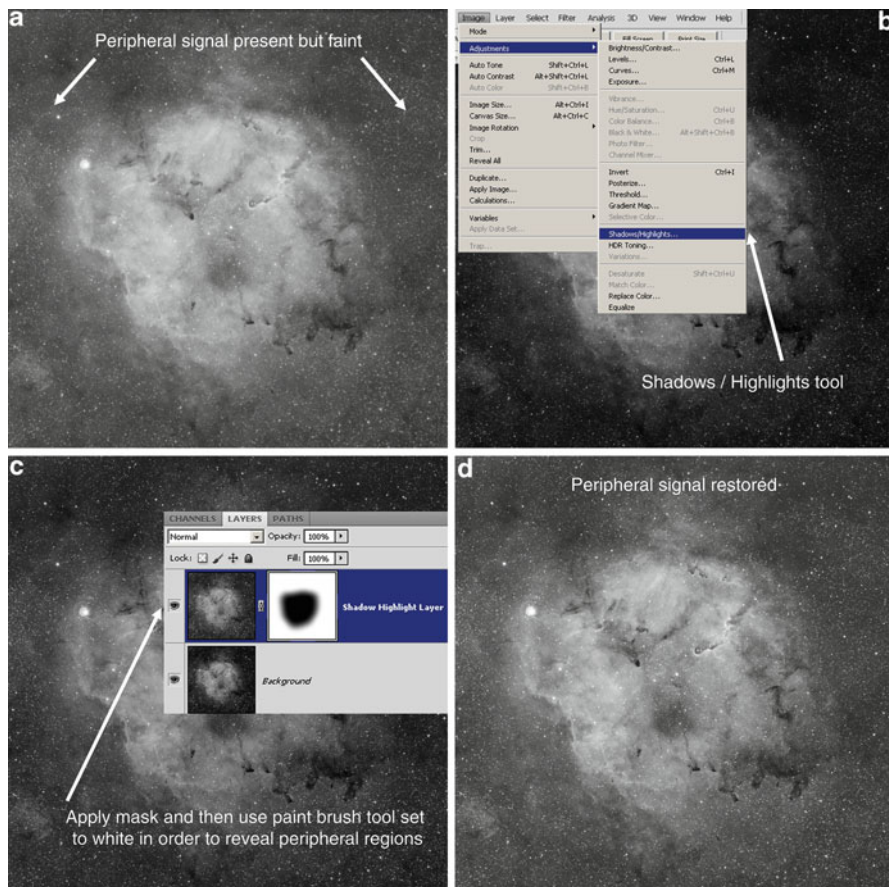 a
Peripheral signal present but faint
Image Layer Select Filter Analysis 3D View Window Help
b
Fill Screen Print Size
Mode
Adjustments
Auto Tone Shift+Ctrl+L
Auto Contrast Alt+Shift+Ctrl+L
Auto Color Shift+Ctrl+B
Image Size... Alt+Ctrl+I
Canvas Size... Alt+Ctrl+C
Image Rotation
Crop
Trim...
Reveal All
Duplicate...
Apply Image...
Calculations...
Variables
Apply Data Set...
Trap...
Brightness/Contrast...
Levels... Ctrl+L
Curves... Ctrl+M
Exposure...
Vibrance...
Hue/Saturation... Ctrl+U
Color Balance... Ctrl+B
Black & White... Alt+Shift+Ctrl+B
Photo Filter...
Channel Mixer...
Invert Ctrl+I
Posterize...
Threshold...
Gradient Map...
Selective Color...
Shadows/Highlights...
HDR Toning...
Variations...
Desaturate Shift+Ctrl+U
Match Color...
Replace Color...
Equalize
Shadows / Highlights tool
c
CHANNELS LAYERS PATHS
Normal Opacity: 100%
Lock: Fill: 100%
Shadow Highlight Layer
Background
Apply mask and then use paint brush tool set
to white in order to reveal peripheral regions
d
Peripheral signal restored